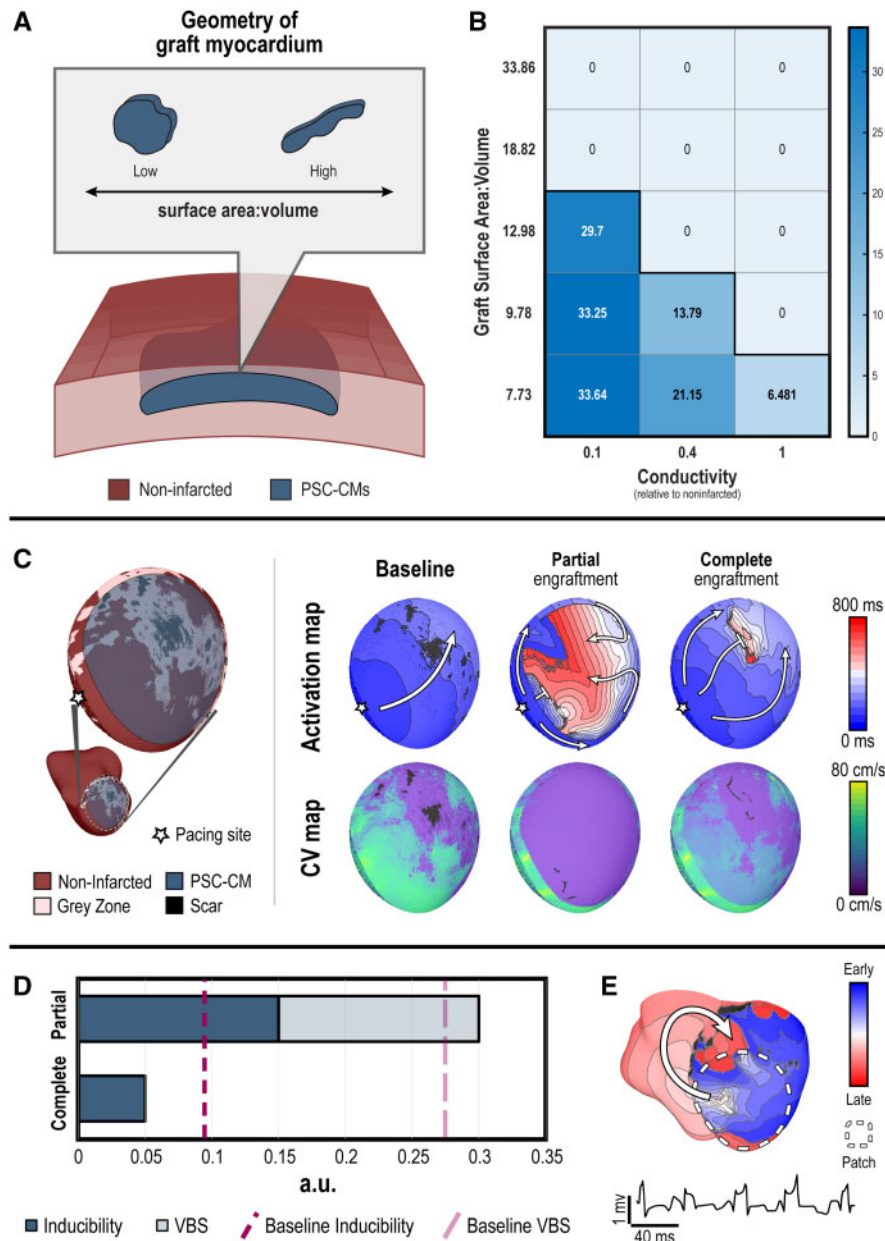 A
Geometry of
graft myocardium
Low
High
surface area:volume
Non-infarcted
PSC-CMs
B
Graft Surface Area:Volume
33.86
0
0
0
18.82
0
0
0
12.98
29.7
0
0
9.78
33.25
13.79
0
7.73
33.64
21.15
6.481
0.1
0.4
1
Conductivity
(relative to noninfarcted)
30
25
20
15
10
5
0
C
Pacing site
Non-Infarcted
PSC-CM
Grey Zone
Scar
Baseline
Partial
engraftment
Complete
engraftment
Activation map
800 ms
0 ms
CV map
80 cm/s
0 cm/s
D
Partial
Complete
0
0.05
0.1
0.15
0.2
0.25
0.3
0.35
a.u.
Inducibility
VBS
Baseline Inducibility
Baseline VBS
E
Early
Late
Patch
1 mv
40 ms